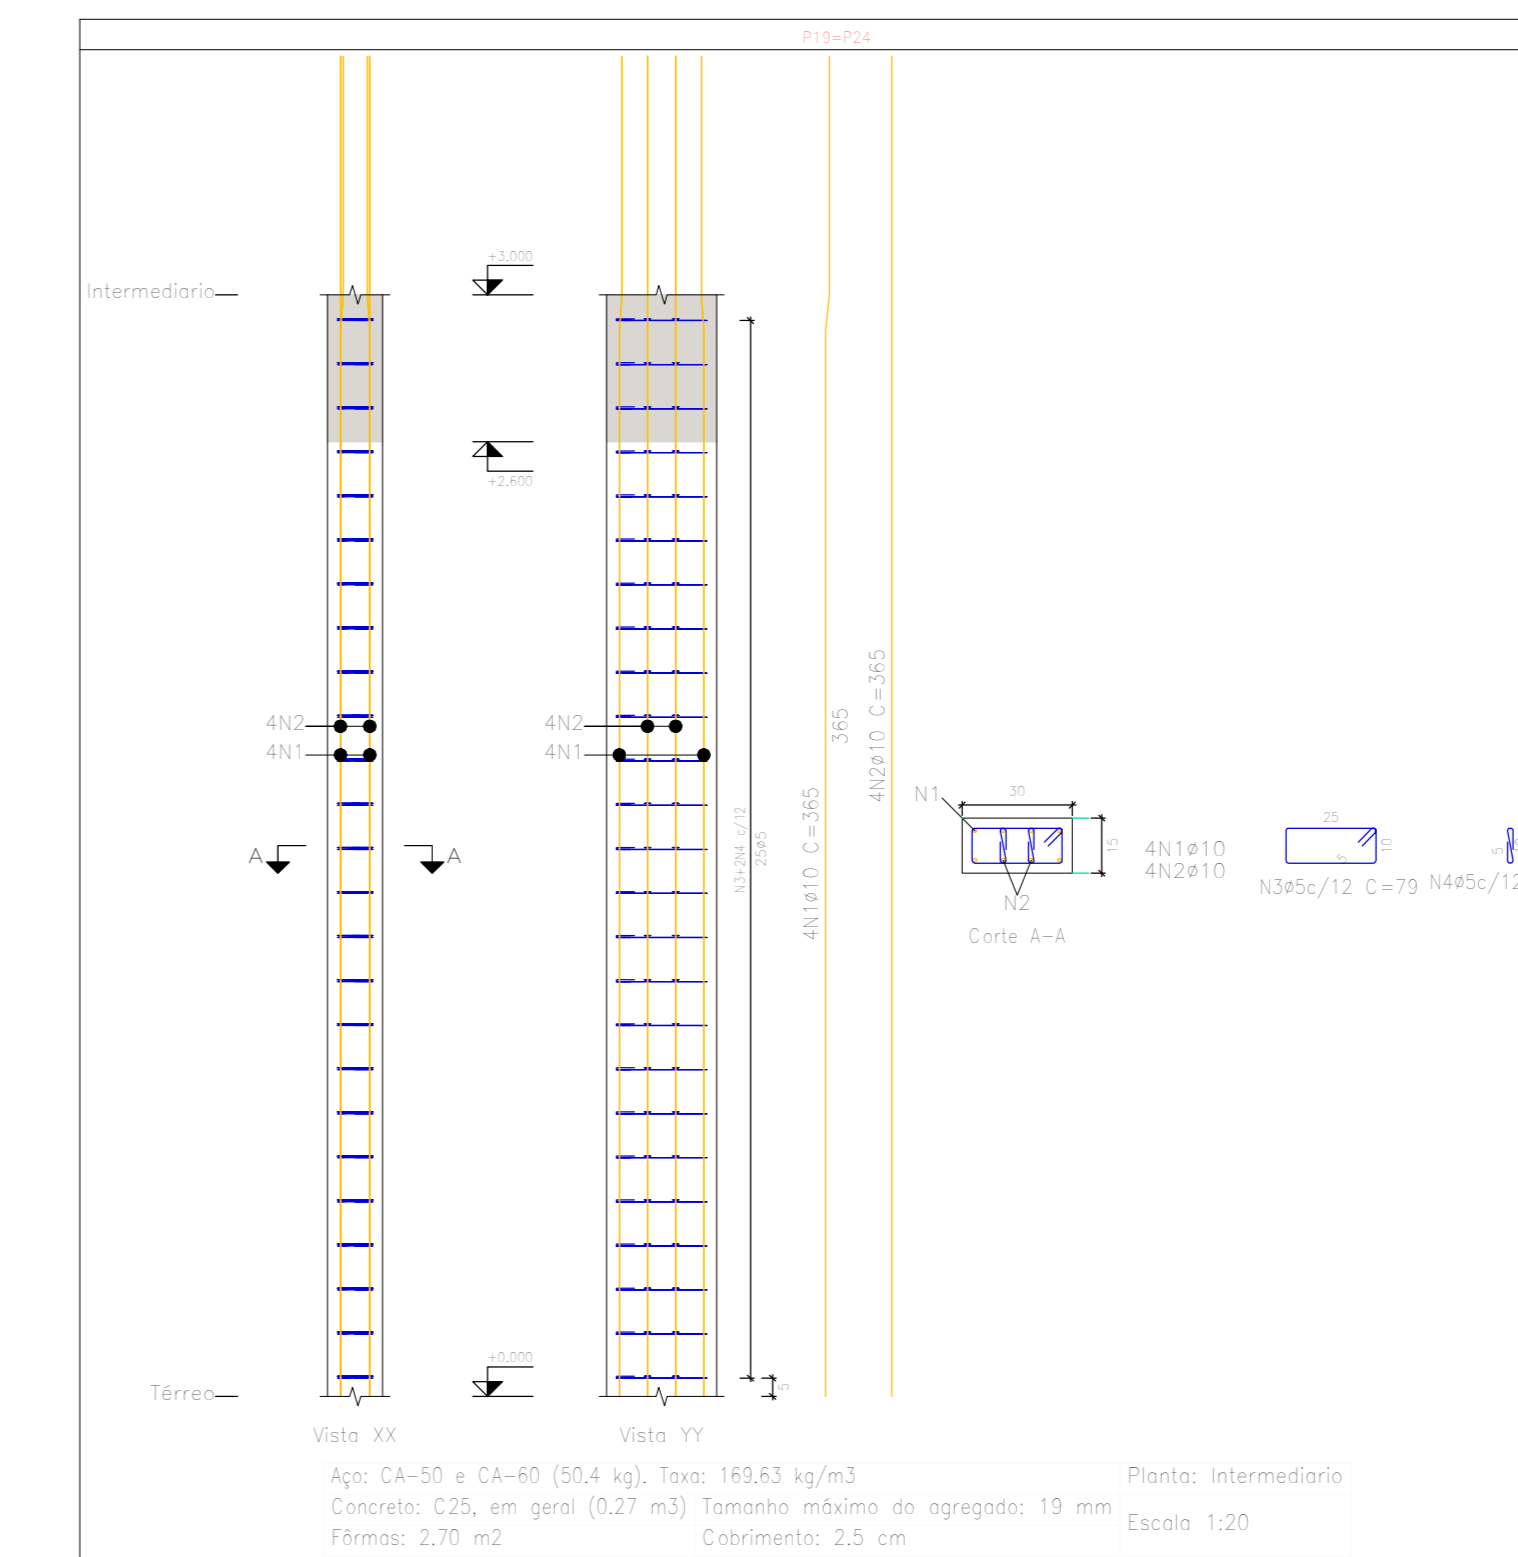 P19=P24
+3.000
Intermediario
+2.600
4N2
4N1
4N2
4N1
A
A
N3+2N4 c/12
25ø5
4N1ø10 C=365
365
4N2ø10 C=365
N1
30
15
N2
Corte A-A
4N1ø10
4N2ø10
25
10
5
N3ø5c/12 C=79
5
N4ø5c/12
+0.000
Térreo
5
Vista XX
Vista YY
Aço: CA-50 e CA-60 (50.4 kg). Taxa: 169.63 kg/m3
Planta: Intermediario
Concreto: C25, em geral (0.27 m3)
Tamanho máximo do agregado: 19 mm
Escala 1:20
Fôrmas: 2.70 m2
Cobrimento: 2.5 cm